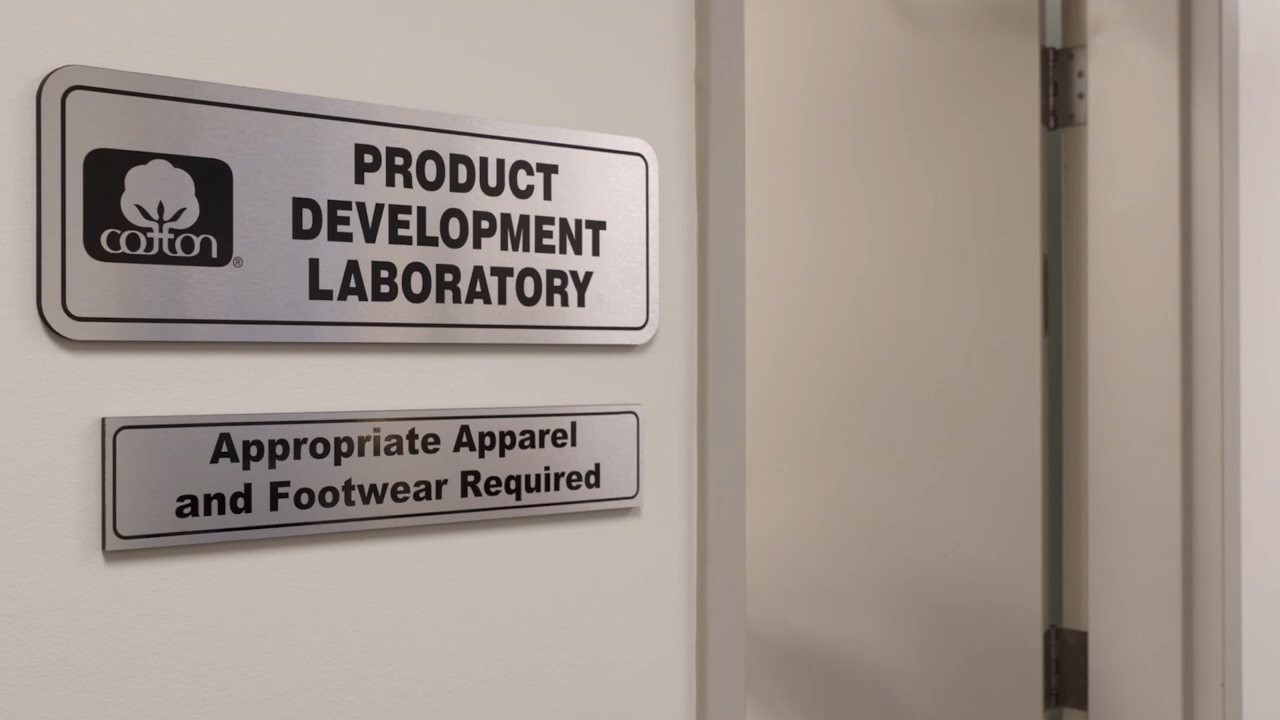 PRODUCT
DEVELOPMENT
LABORATORY
cotton
®
Appropriate Apparel
and Footwear Required